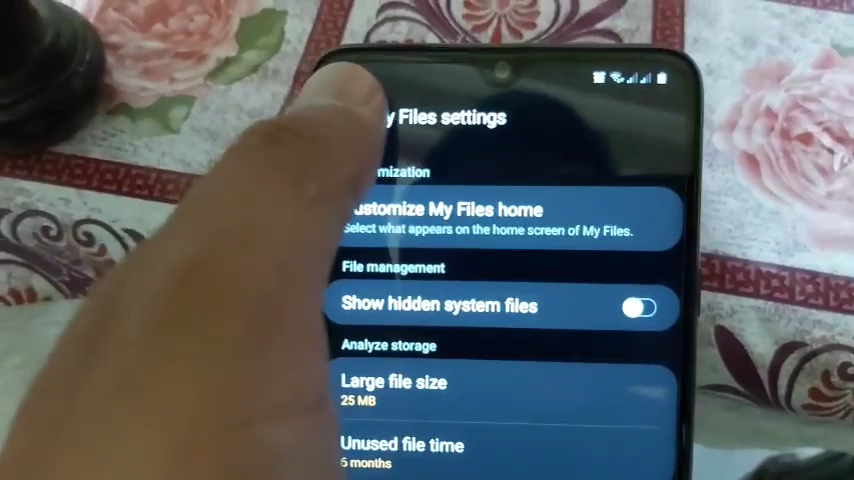 y Files settings
mization
ustomize My Files home
Select what appears on the home screen of My Files.
File management
Show hidden system files
Analyze storage
Large file size
25 MB
Unused file time
6 months